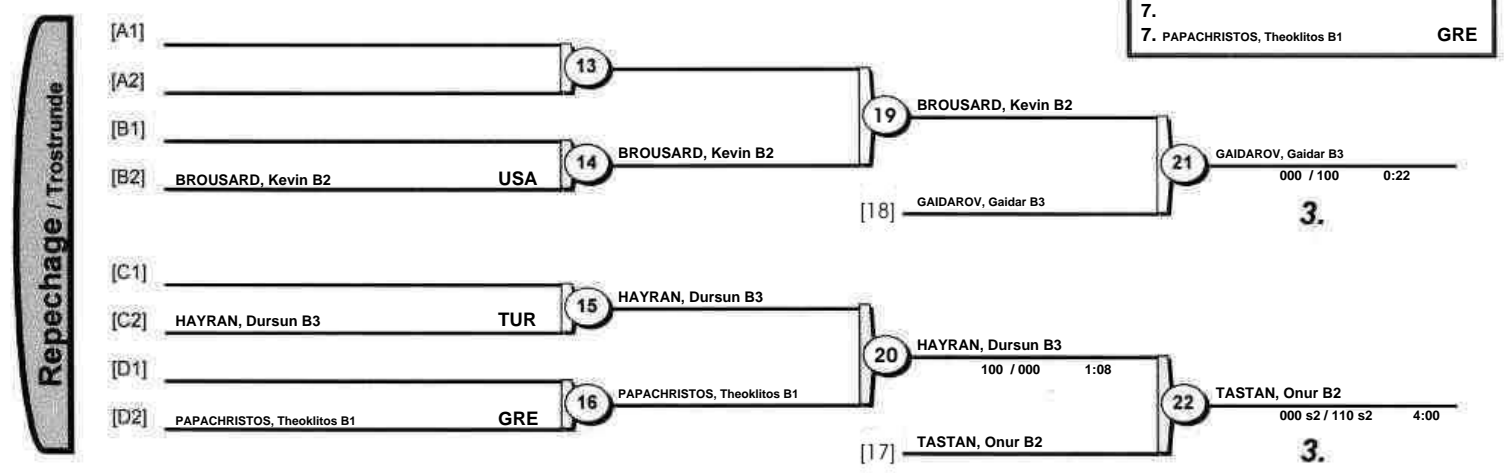 7.
7. PAPACHRISTOS, Theoklitos B1 GRE
Repechage / Trostrunde
[A1]
13
[A2]
[B1]
14 BROUSARD, Kevin B2
[B2] BROUSARD, Kevin B2 USA
19 BROUSARD, Kevin B2
[18] GAIDAROV, Gaidar B3
21 GAIDAROV, Gaidar B3
000 / 100 0:22
3.
[C1]
15 HAYRAN, Dursun B3
[C2] HAYRAN, Dursun B3 TUR
[D1]
16 PAPACHRISTOS, Theoklitos B1
[D2] PAPACHRISTOS, Theoklitos B1 GRE
20 HAYRAN, Dursun B3
100 / 000 1:08
[17] TASTAN, Onur B2
22 TASTAN, Onur B2
000 s2 / 110 s2 4:00
3.